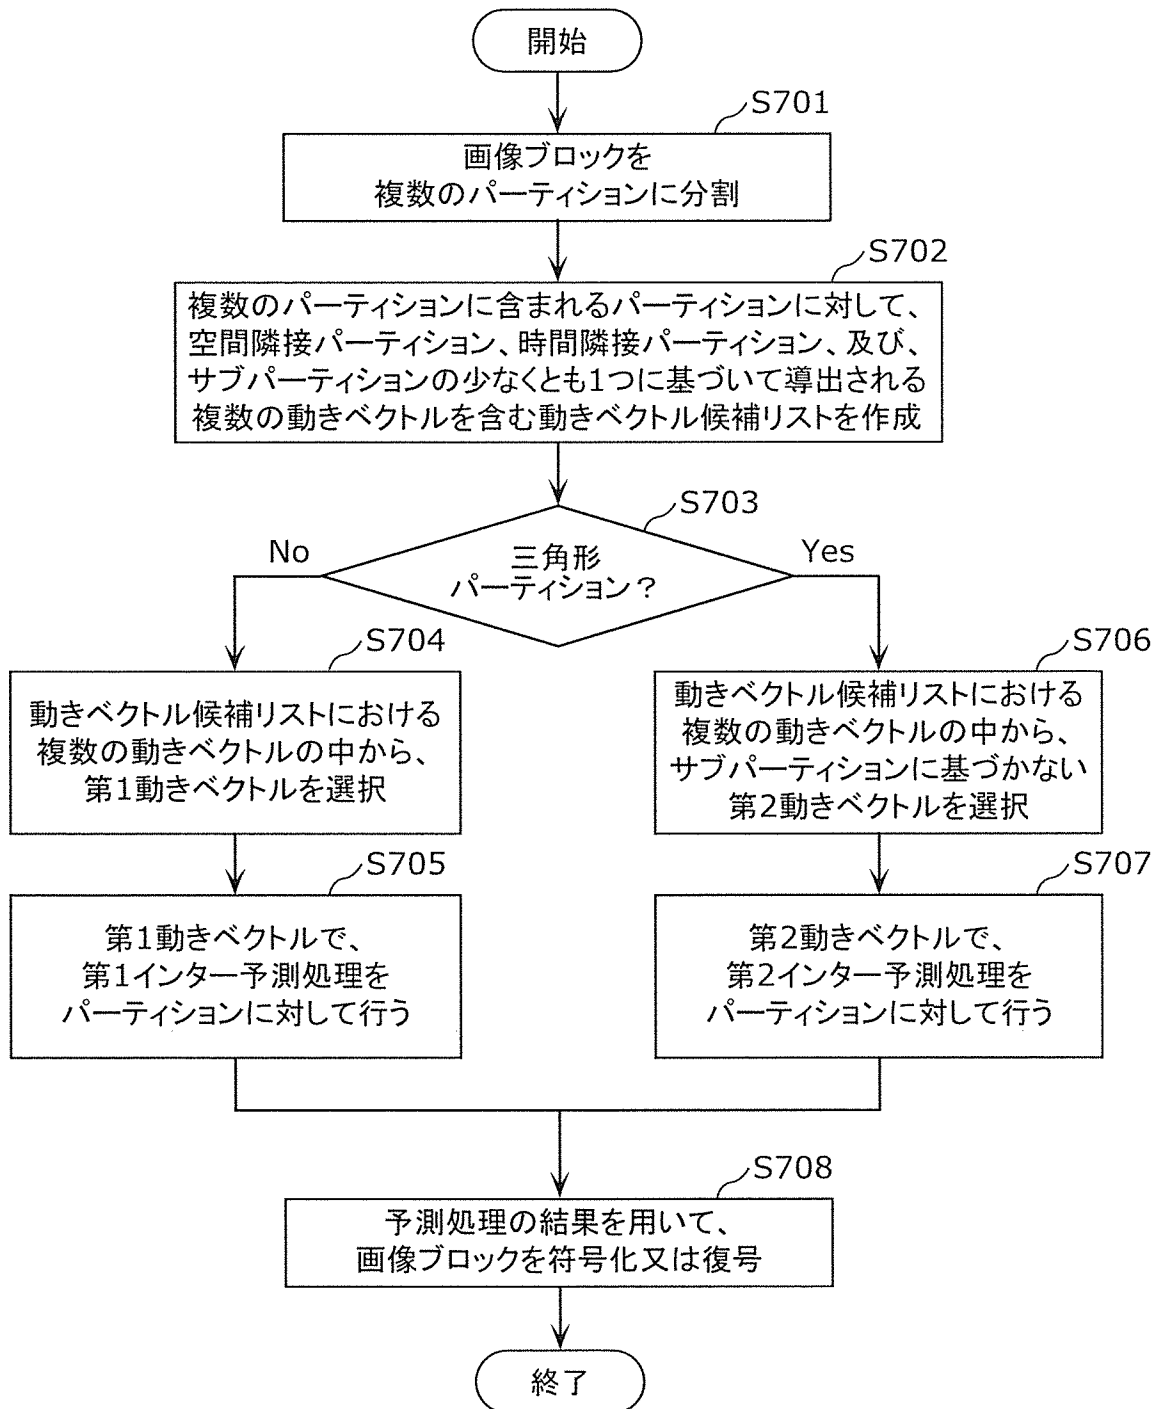 開始
S701
画像ブロックを
複数のパーティションに分割
S702
複数のパーティションに含まれるパーティションに対して、
空間隣接パーティション、時間隣接パーティション、及び、
サブパーティションの少なくとも1つに基づいて導出される
複数の動きベクトルを含む動きベクトル候補リストを作成
S703
三角形
パーティション?
No
Yes
S704
動きベクトル候補リストにおける
複数の動きベクトルの中から、
第1動きベクトルを選択
S706
動きベクトル候補リストにおける
複数の動きベクトルの中から、
サブパーティションに基づかない
第2動きベクトルを選択
S705
第1動きベクトルで、
第1インター予測処理を
パーティションに対して行う
S707
第2動きベクトルで、
第2インター予測処理を
パーティションに対して行う
S708
予測処理の結果を用いて、
画像ブロックを符号化又は復号
終了